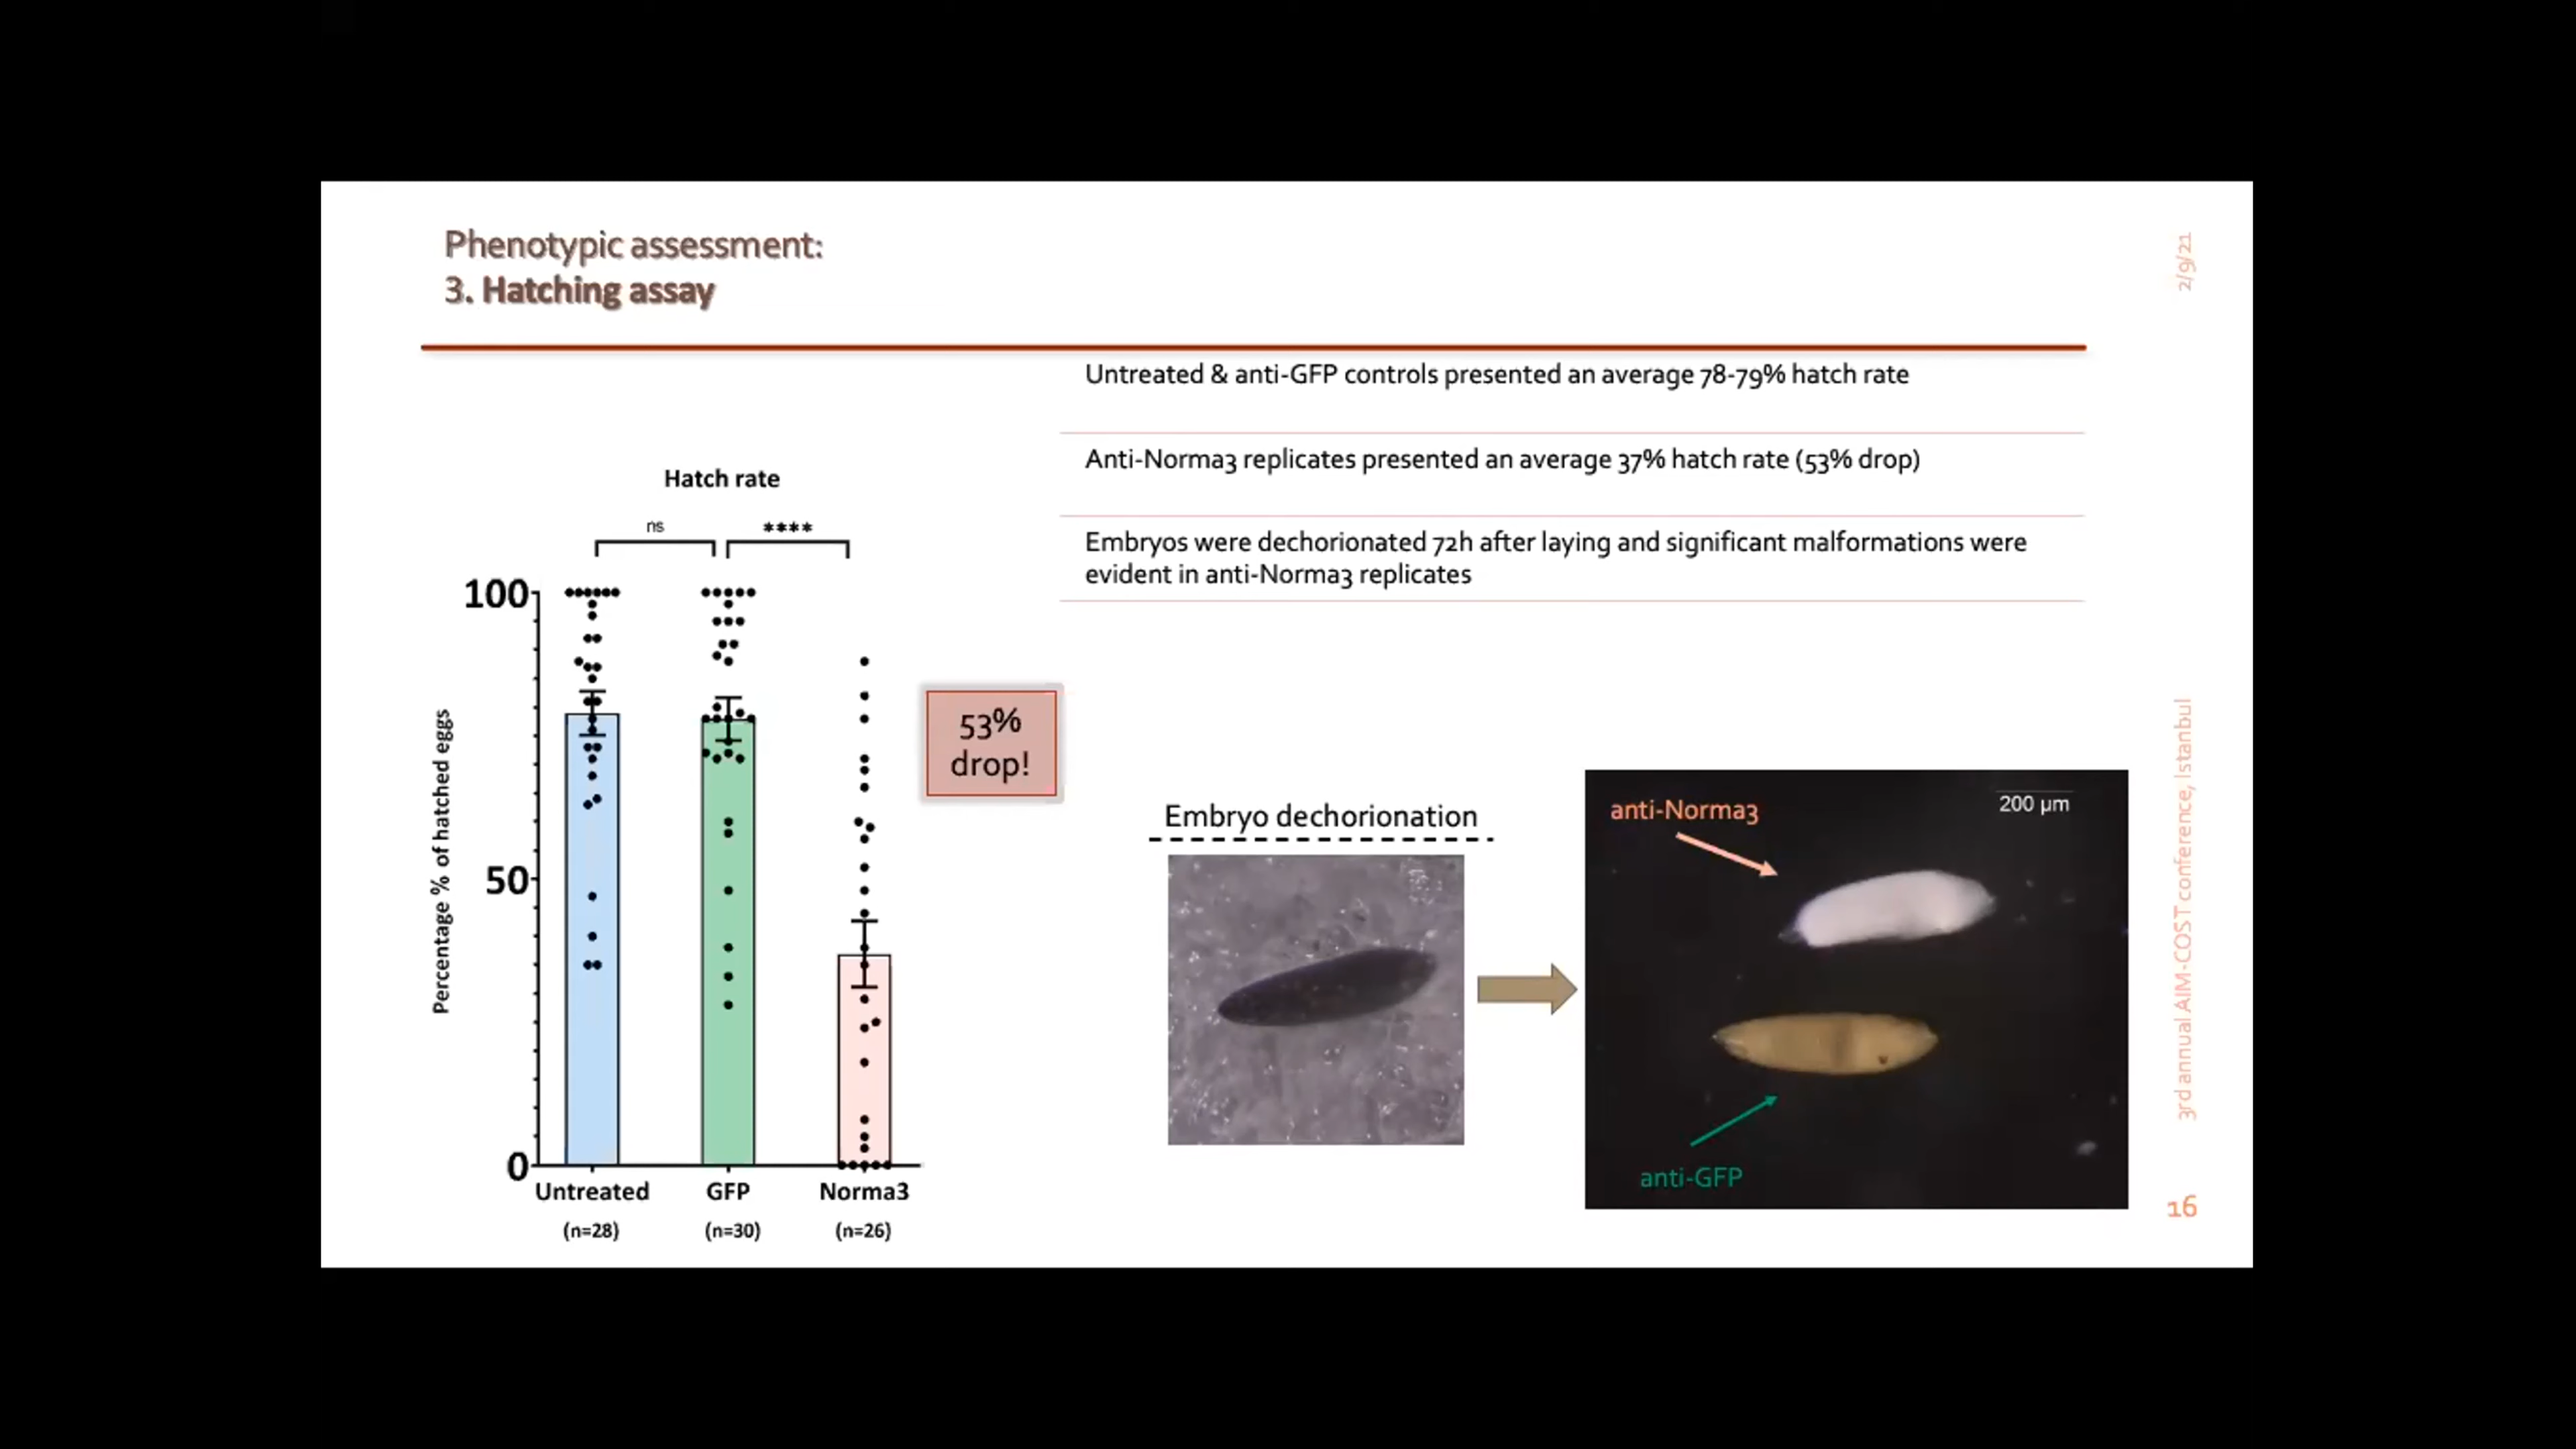 Phenotypic assessment:
3. Hatching assay
2/9/21
Untreated & anti-GFP controls presented an average 78-79% hatch rate
Anti-Norma3 replicates presented an average 37% hatch rate (53% drop)
Embryos were dechorionated 72h after laying and significant malformations were
evident in anti-Norma3 replicates
Hatch rate
ns
****
100
50
0
Percentage % of hatched eggs
Untreated
GFP
Norma3
(n=28)
(n=30)
(n=26)
53%
drop!
Embryo dechorionation
anti-Norma3
200 µm
anti-GFP
3rd annual AIM-COST conference, Istanbul
16